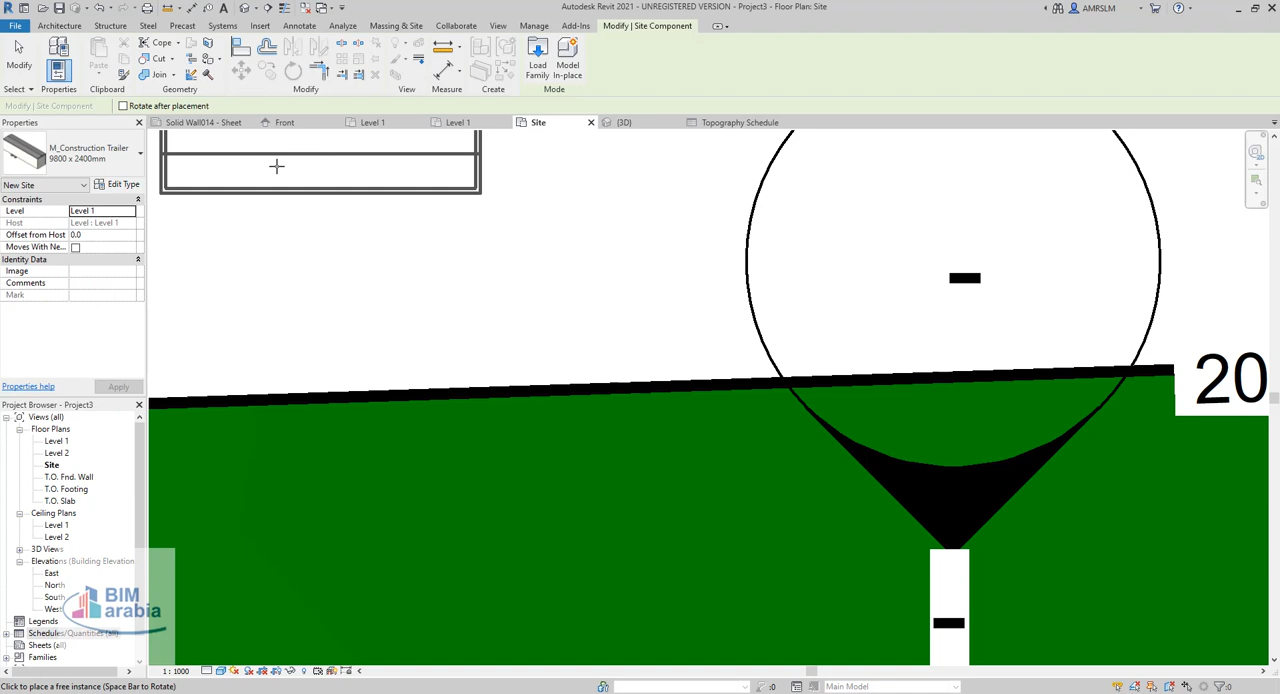 Autodesk Revit 2021 - UNREGISTERED VERSION - Project3 - Floor Plan: Site
AMRSLM
File Architecture Structure Steel Precast Systems Insert Annotate Analyze Massing & Site Collaborate View Manage Add-Ins Modify | Site Component
Modify Paste Cope Cut Join Load Family Model In-place
Select Properties Clipboard Geometry Modify View Measure Create Mode
Modify | Site Component Rotate after placement
Properties
Solid Wall014 - Sheet Front Level 1 Level 1 Site {3D} Topography Schedule
M_Construction Trailer
9800 x 2400mm
New Site Edit Type
Constraints
Level Level 1
Host Level : Level 1
Offset from Host 0.0
Moves With Ne...
Identity Data
Image
Comments
Mark
20
Properties help Apply
Project Browser - Project3
Views (all)
Floor Plans
Level 1
Level 2
Site
T.O. Fnd. Wall
T.O. Footing
T.O. Slab
Ceiling Plans
Level 1
Level 2
3D Views
Elevations (Building Elevation
East
North
South
West
Legends
Schedules/Quantities (all)
Sheets (all)
Families
BIM
arabia
1 : 1000
Click to place a free instance (Space Bar to Rotate)
:0 Main Model :0